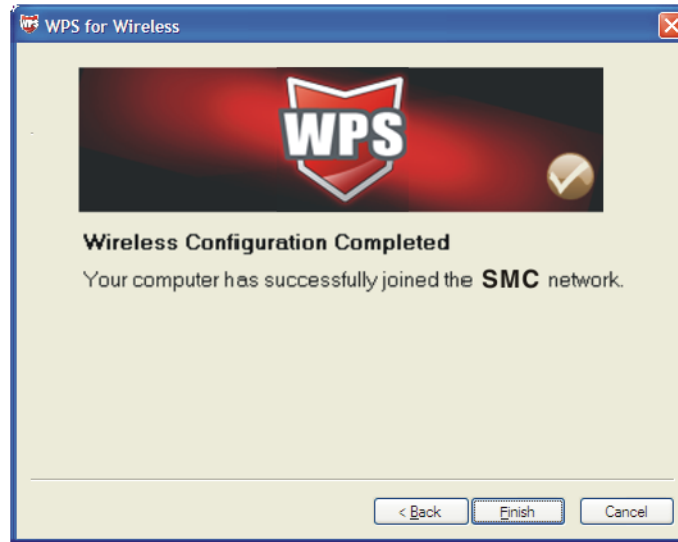 WPS for Wireless
WPS
Wireless Configuration Completed
Your computer has successfully joined the SMC network.
< Back
Finish
Cancel